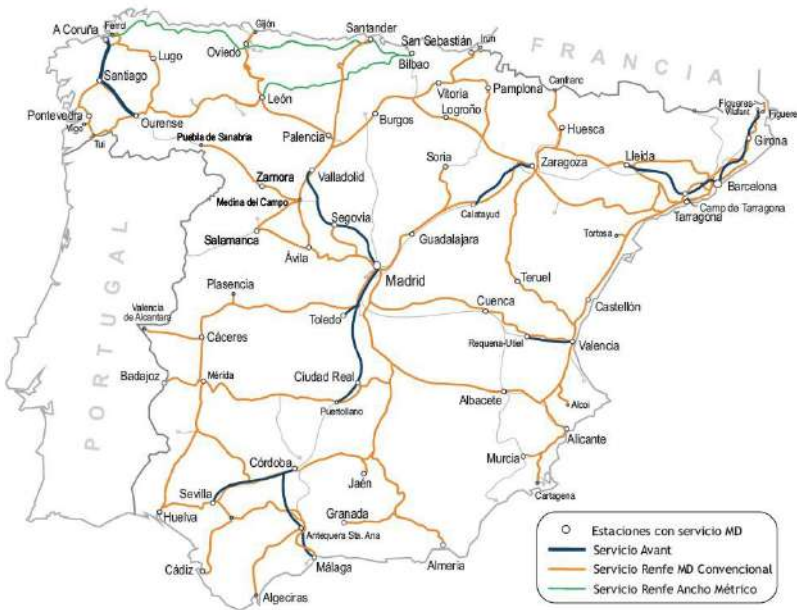 A Coruña
Ferrol
Gijón
Santander
San Sebastián
Irun
FRANCIA
Lugo
Oviedo
Bilbao
Santiago
Vitoria
Pamplona
Canfranc
Figueres
Vilafant
Figueres
León
Logroño
Huesca
Girona
Pontevedra
Vigo
Ourense
Palencia
Burgos
Tui
Puebla de Sanabria
Soria
Zaragoza
Lleida
Barcelona
Zamora
Valladolid
Medina del Campo
Segovia
Calatayud
Camp de Tarragona
Tarragona
Salamanca
Guadalajara
Tortosa
Ávila
Madrid
Teruel
Plasencia
Cuenca
Castellón
PORTUGAL
Valencia
de Alcantara
Toledo
Cáceres
Requena-Utiel
Valencia
Badajoz
Mérida
Ciudad Real
Puertollano
Albacete
Alcoi
Alicante
Córdoba
Murcia
Sevilla
Jaén
Cartagena
Huelva
Granada
Antequera Sta. Ana
Cádiz
Málaga
Almería
Algeciras
Estaciones con servicio MD
Servicio Avant
Servicio Renfe MD Convencional
Servicio Renfe Ancho Métrico